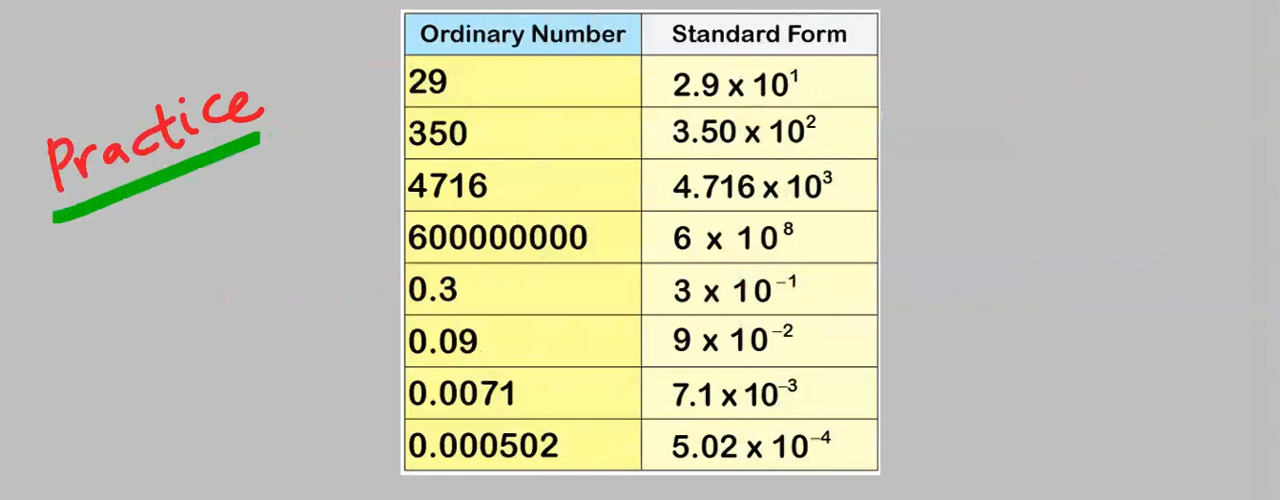 Practice
Ordinary Number Standard Form
29 2.9 x 10¹
350 3.50 x 10²
4716 4.716 x 10³
600000000 6 x 10⁸
0.3 3 x 10⁻¹
0.09 9 x 10⁻²
0.0071 7.1 x 10⁻³
0.000502 5.02 x 10⁻⁴